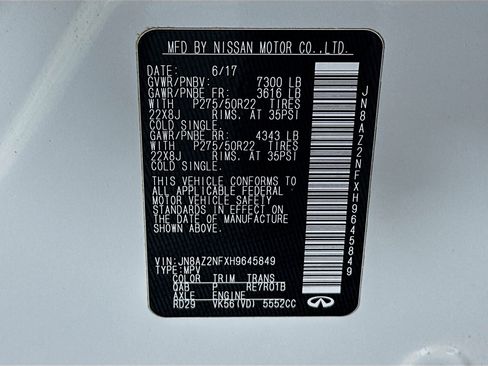 MFD BY NISSAN MOTOR CO.,LTD.
DATE: 6/17
GVWR/PNBV: 7300 LB
GAWR/PNBE FR: 3616 LB
WITH P275/50R22 TIRES
22X8J RIMS. AT 35PSI
COLD SINGLE.
GAWR/PNBE RR: 4343 LB
WITH P275/50R22 TIRES
22X8J RIMS. AT 35PSI
COLD SINGLE.
THIS VEHICLE CONFORMS TO
ALL APPLICABLE FEDERAL
MOTOR VEHICLE SAFETY
STANDARDS IN EFFECT ON
THE DATE OF MANUFACTURE
SHOWN ABOVE.
VIN:JN8AZ2NFXH9645849
TYPE:MPV
COLOR TRIM TRANS
QAB P RE7R01B
AXLE ENGINE
RD29 VK56(VD) 5552CC
JN8AZ2NFXH9645849
INFINITI